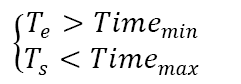 {T_e > Time_min
T_s < Time_max